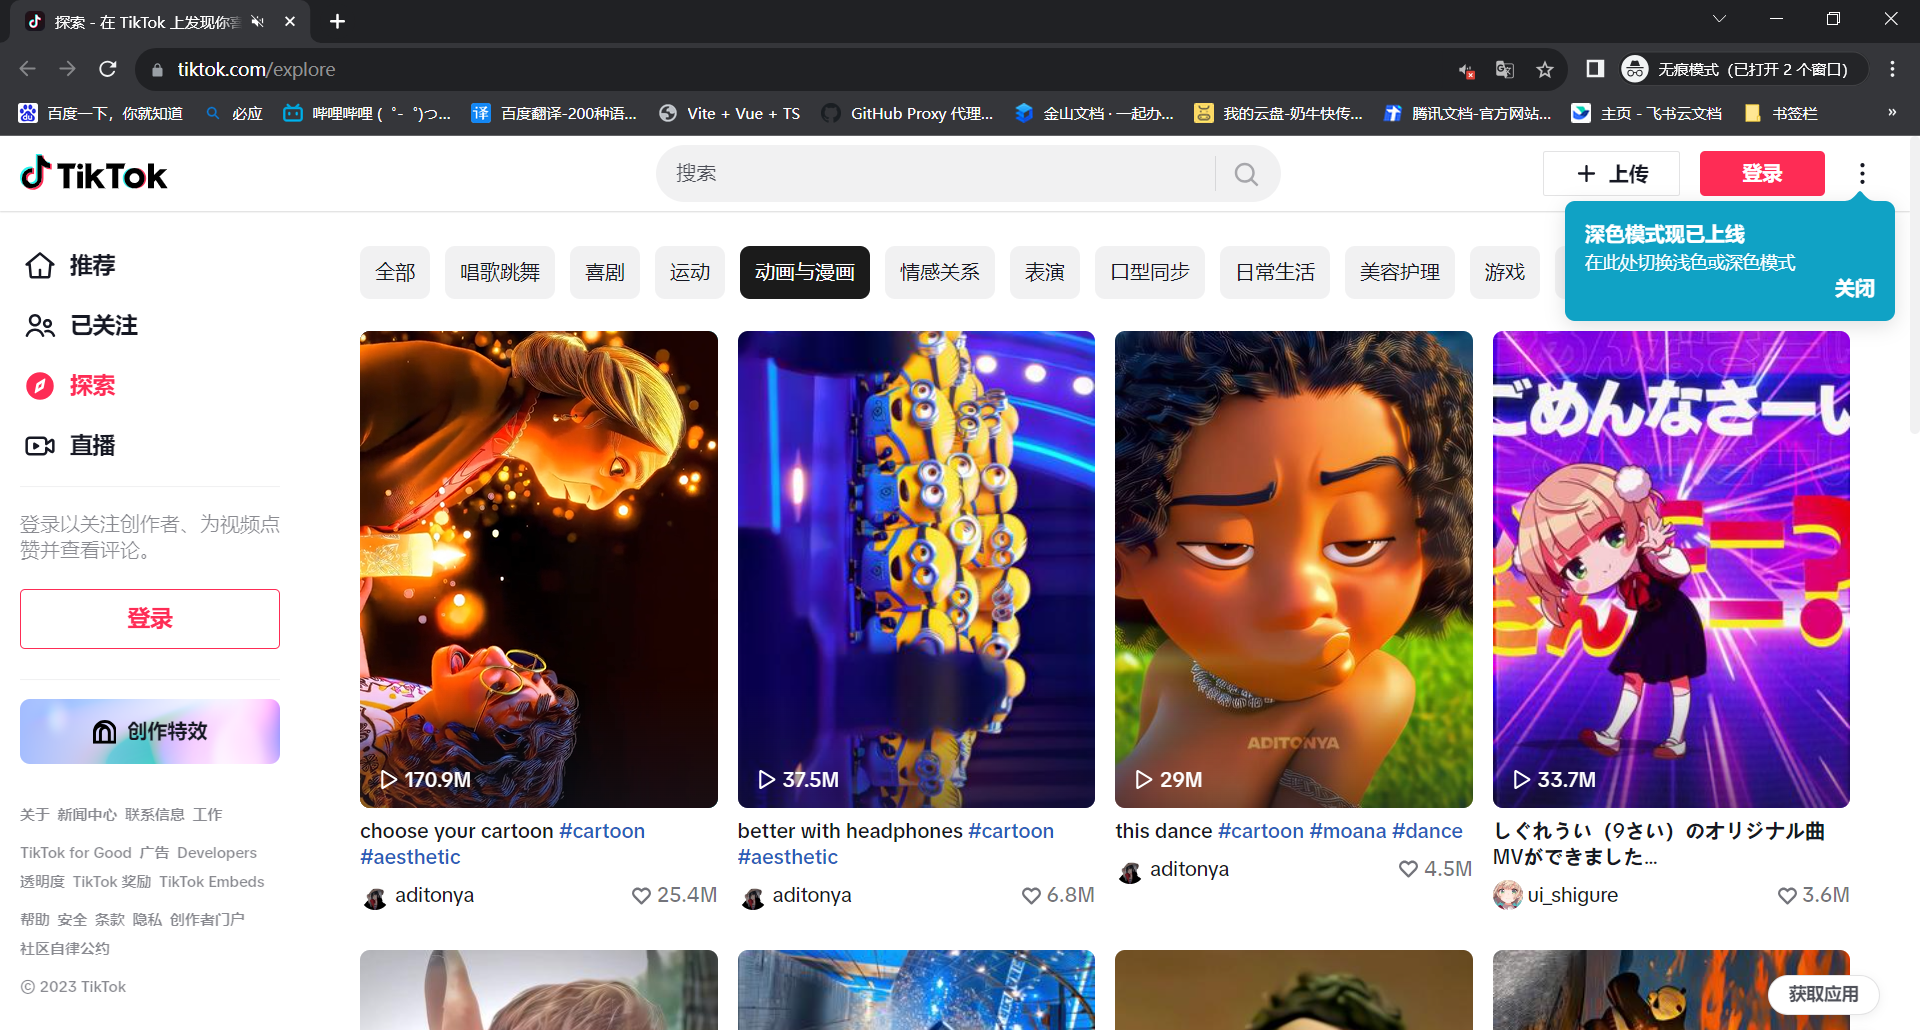 探索 - 在 TikTok 上发现你喜
tiktok.com/explore
无痕模式（已打开 2 个窗口）
百度一下，你就知道
必应
哔哩哔哩 ( ゜- ゜)つ...
百度翻译-200种语...
Vite + Vue + TS
GitHub Proxy 代理...
金山文档 · 一起办...
我的云盘-奶牛快传...
腾讯文档-官方网站...
主页 - 飞书云文档
书签栏
TikTok
搜索
上传
登录
深色模式现已上线
在此处切换浅色或深色模式
关闭
推荐
已关注
探索
直播
登录以关注创作者、为视频点
赞并查看评论。
登录
创作特效
关于 新闻中心 联系信息 工作
TikTok for Good 广告 Developers
透明度 TikTok 奖励 TikTok Embeds
帮助 安全 条款 隐私 创作者门户
社区自律公约
© 2023 TikTok
全部
唱歌跳舞
喜剧
运动
动画与漫画
情感关系
表演
口型同步
日常生活
美容护理
游戏
170.9M
choose your cartoon #cartoon
#aesthetic
aditonya
25.4M
37.5M
better with headphones #cartoon
#aesthetic
aditonya
6.8M
ADITONYA
29M
this dance #cartoon #moana #dance
aditonya
4.5M
ごめんなさーい
33.7M
しぐれうい（9さい）のオリジナル曲
MVができました...
ui_shigure
3.6M
获取应用